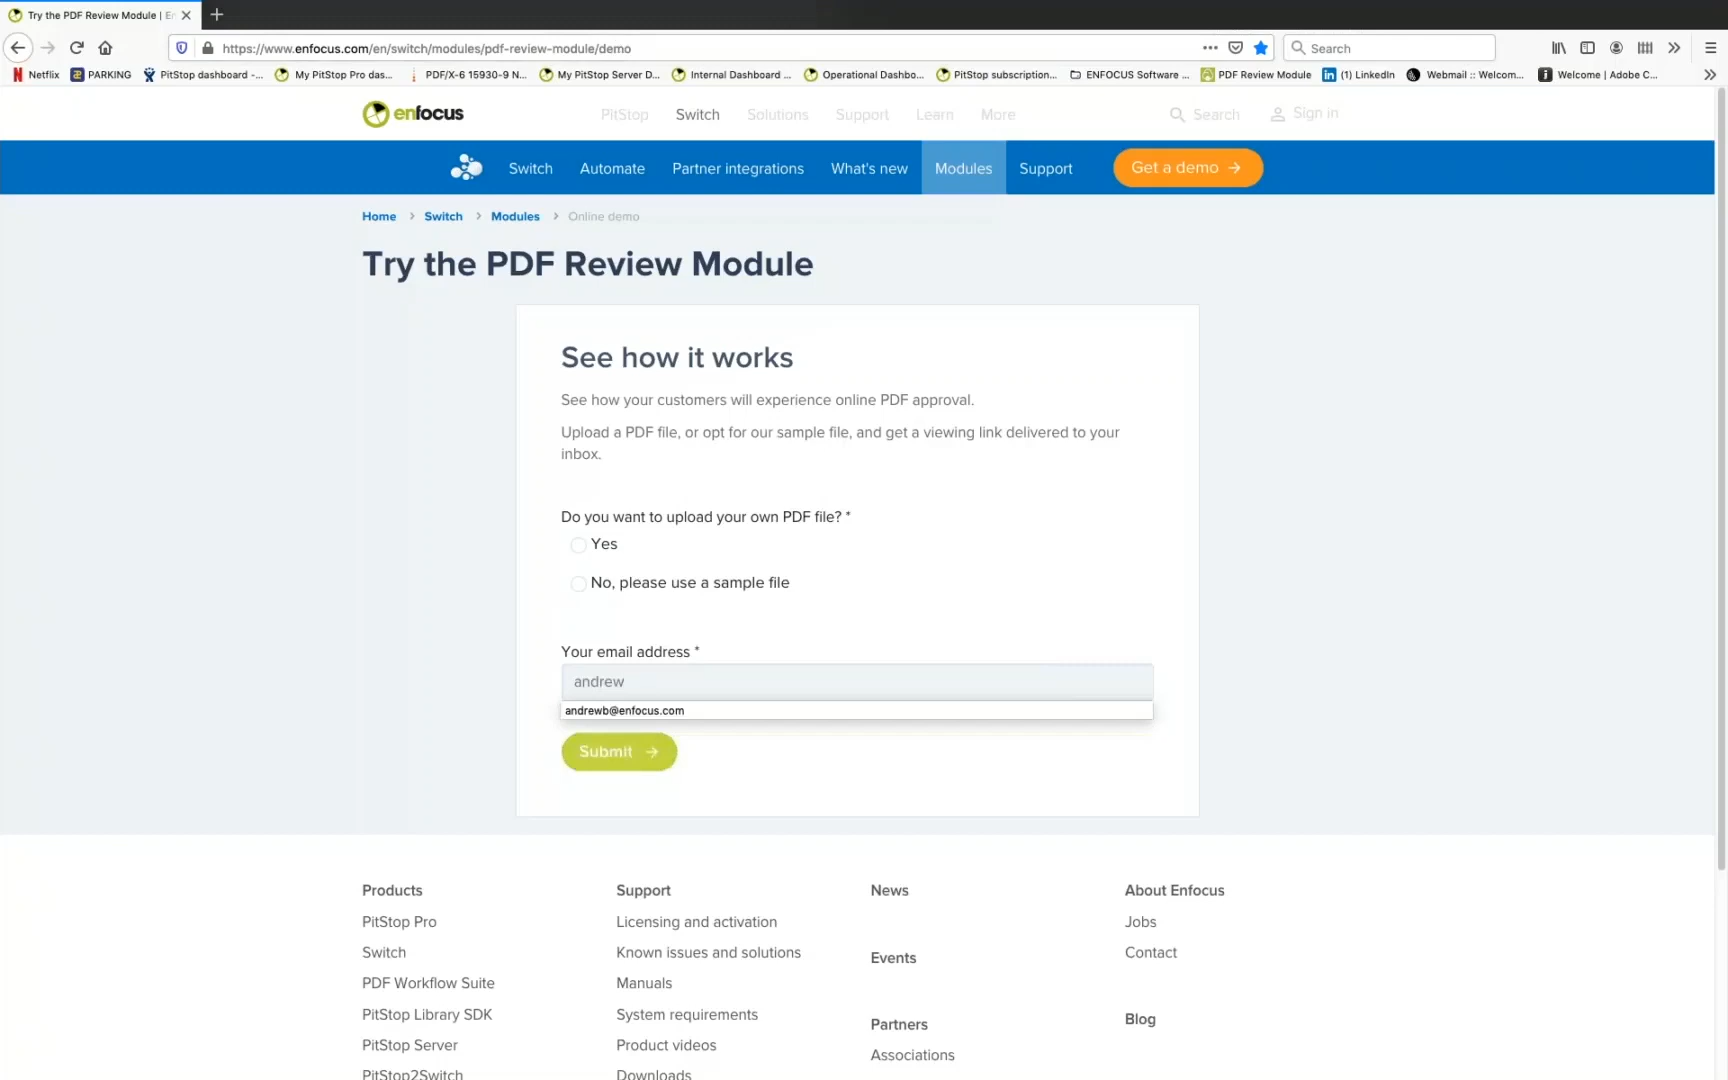 Try the PDF Review Module | En
https://www.enfocus.com/en/switch/modules/pdf-review-module/demo
Search
Netflix
PARKING
PitStop dashboard -...
My PitStop Pro das...
PDF/X-6 15930-9 N...
My PitStop Server D...
Internal Dashboard ...
Operational Dashbo...
PitStop subscription...
ENFOCUS Software ...
PDF Review Module
(1) LinkedIn
Webmail :: Welcom...
Welcome | Adobe C...
enfocus
PitStop
Switch
Solutions
Support
Learn
More
Search
Sign in
Switch
Automate
Partner integrations
What's new
Modules
Support
Get a demo →
Home > Switch > Modules > Online demo
Try the PDF Review Module
See how it works
See how your customers will experience online PDF approval.
Upload a PDF file, or opt for our sample file, and get a viewing link delivered to your
inbox.
Do you want to upload your own PDF file? *
Yes
No, please use a sample file
Your email address *
andrew
andrewb@enfocus.com
Submit →
Products
PitStop Pro
Switch
PDF Workflow Suite
PitStop Library SDK
PitStop Server
PitStop2Switch
Support
Licensing and activation
Known issues and solutions
Manuals
System requirements
Product videos
Downloads
News
Events
Partners
Associations
About Enfocus
Jobs
Contact
Blog